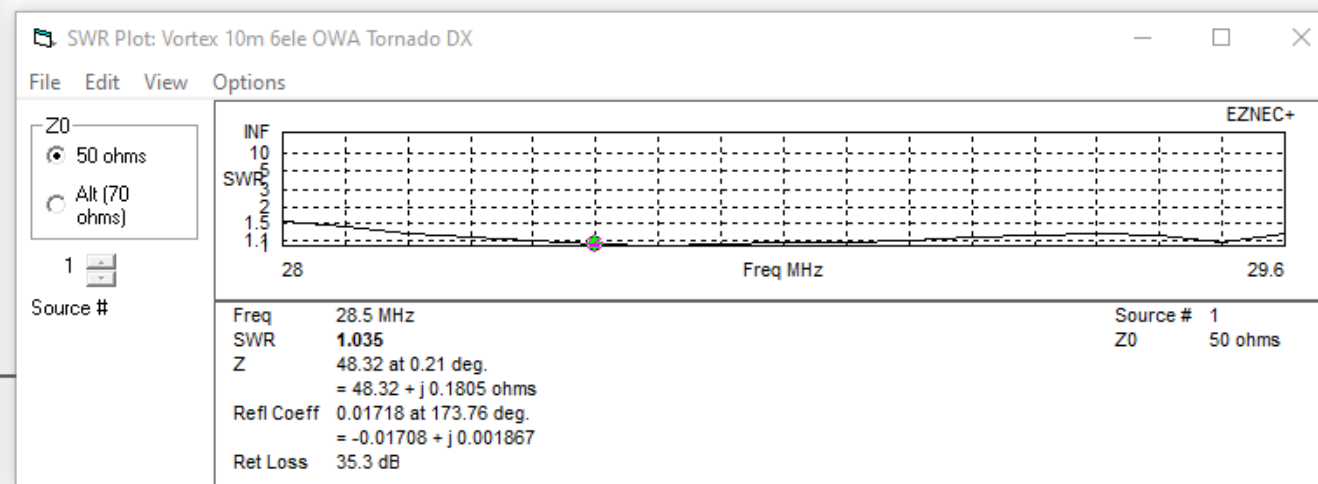 SWR Plot: Vortex 10m 6ele OWA Tornado DX
File Edit View Options
Z0
50 ohms
Alt (70
ohms)
1
Source #
EZNEC+
INF
10
5
SWR
3
2
1.5
1.1
1
28 Freq MHz 29.6
Freq 28.5 MHz Source # 1
SWR 1.035 Z0 50 ohms
Z 48.32 at 0.21 deg.
= 48.32 + j 0.1805 ohms
Refl Coeff 0.01718 at 173.76 deg.
= -0.01708 + j 0.001867
Ret Loss 35.3 dB